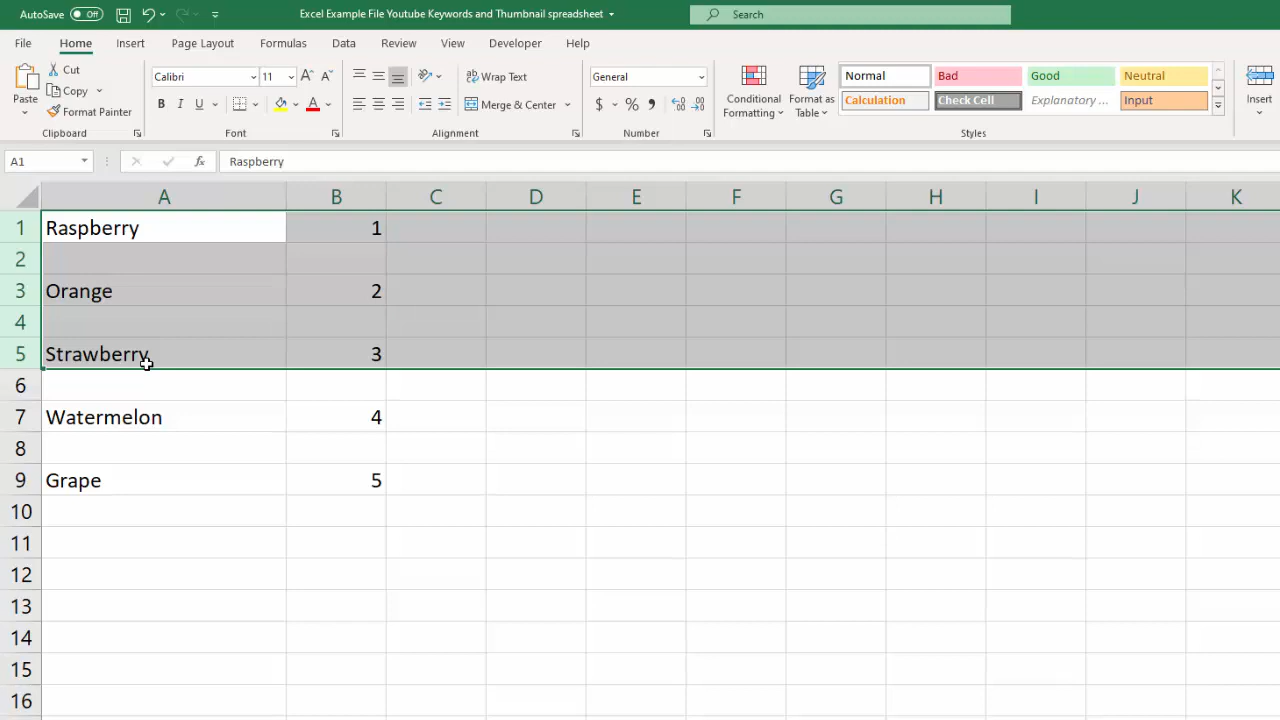 AutoSave Off Excel Example File Youtube Keywords and Thumbnail spreadsheet Search
File Home Insert Page Layout Formulas Data Review View Developer Help
Paste Cut Copy Format Painter
Calibri 11 B I U A
Wrap Text Merge & Center
General $ % 
Conditional Formatting Format as Table
Normal Bad Good Neutral
Calculation Check Cell Explanatory ... Input
Insert
Clipboard Font Alignment Number Styles
A1 fx Raspberry
A B C D E F G H I J K
1 Raspberry 1
2
3 Orange 2
4
5 Strawberry 3
6
7 Watermelon 4
8
9 Grape 5
10
11
12
13
14
15
16